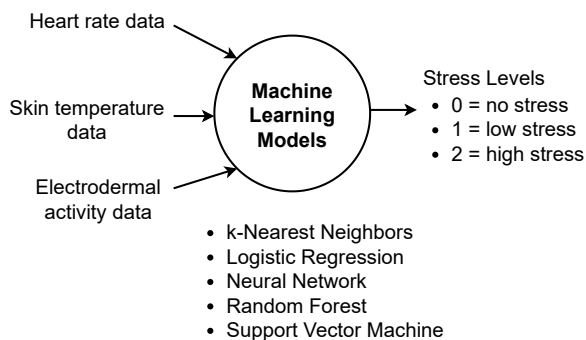 Heart rate data
Skin temperature
data
Electrodermal
activity data
Machine
Learning
Models
Stress Levels
• 0 = no stress
• 1 = low stress
• 2 = high stress
• k-Nearest Neighbors
• Logistic Regression
• Neural Network
• Random Forest
• Support Vector Machine